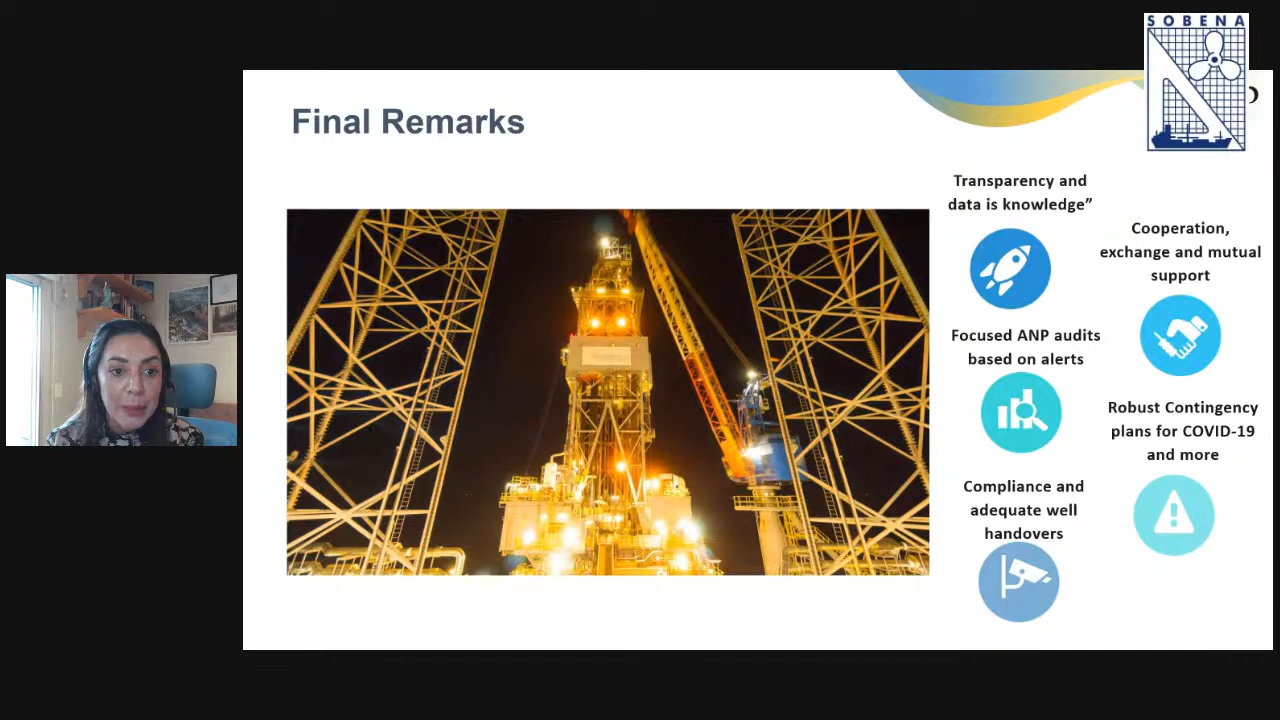 SOBENA
Final Remarks
Transparency and
data is knowledge”
Cooperation,
exchange and mutual
support
Focused ANP audits
based on alerts
Robust Contingency
plans for COVID-19
and more
Compliance and
adequate well
handovers